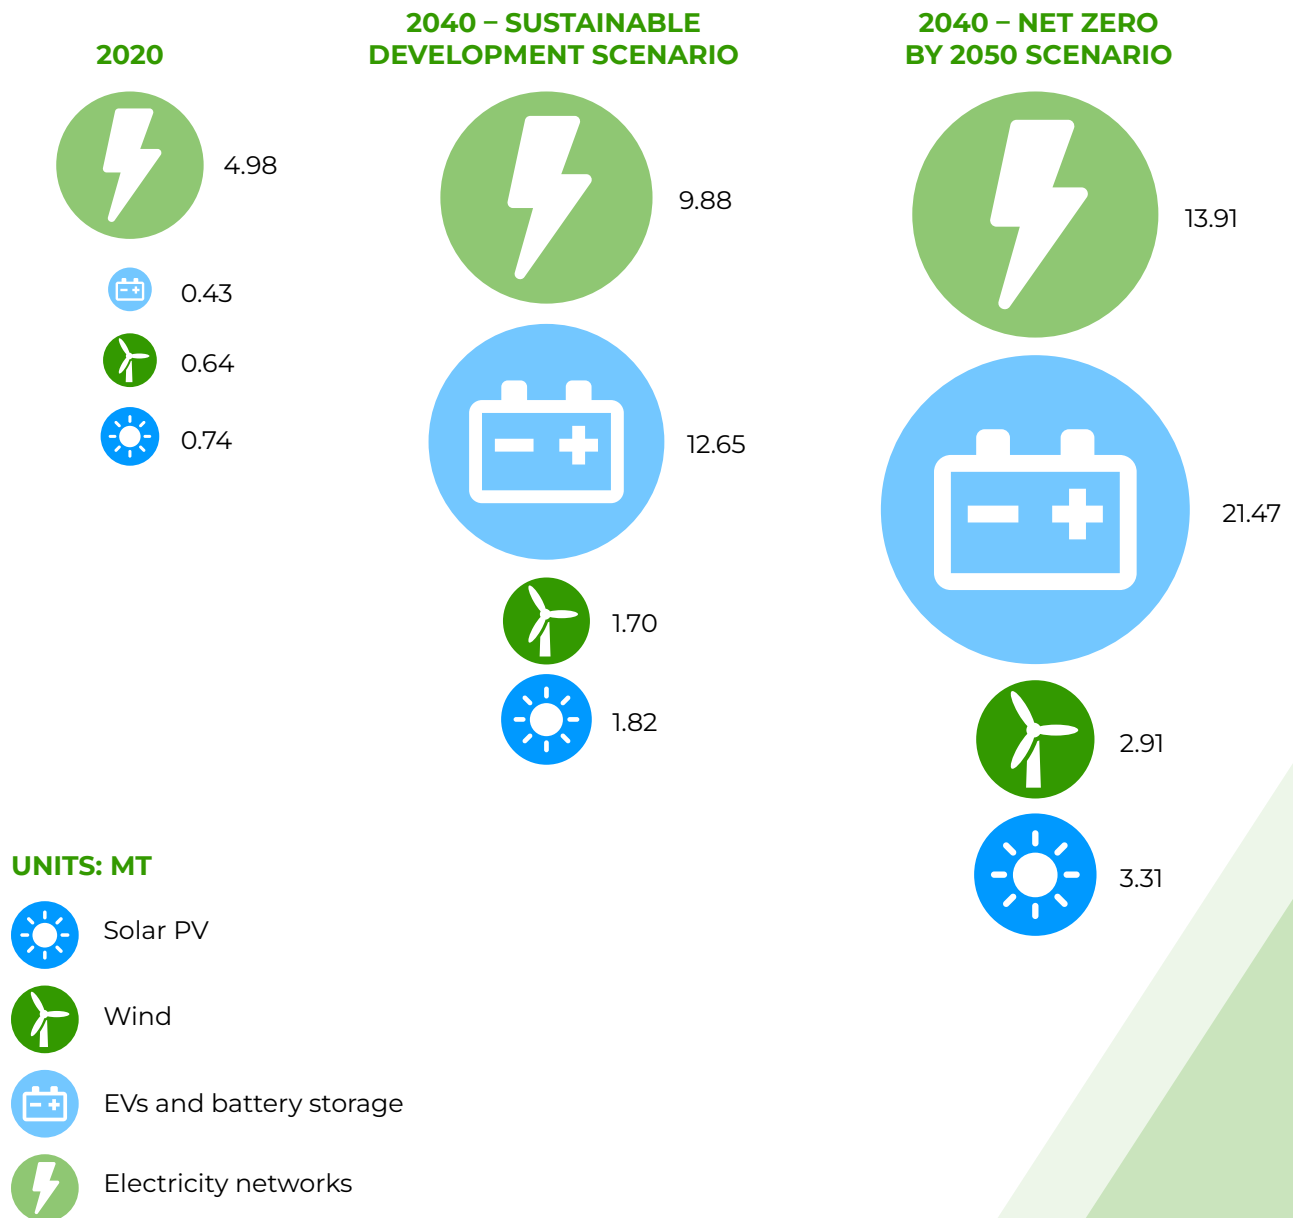 2020
4.98
0.43
0.64
0.74
2040 – SUSTAINABLE
DEVELOPMENT SCENARIO
9.88
12.65
1.70
1.82
2040 – NET ZERO
BY 2050 SCENARIO
13.91
21.47
2.91
3.31
UNITS: MT
Solar PV
Wind
EVs and battery storage
Electricity networks